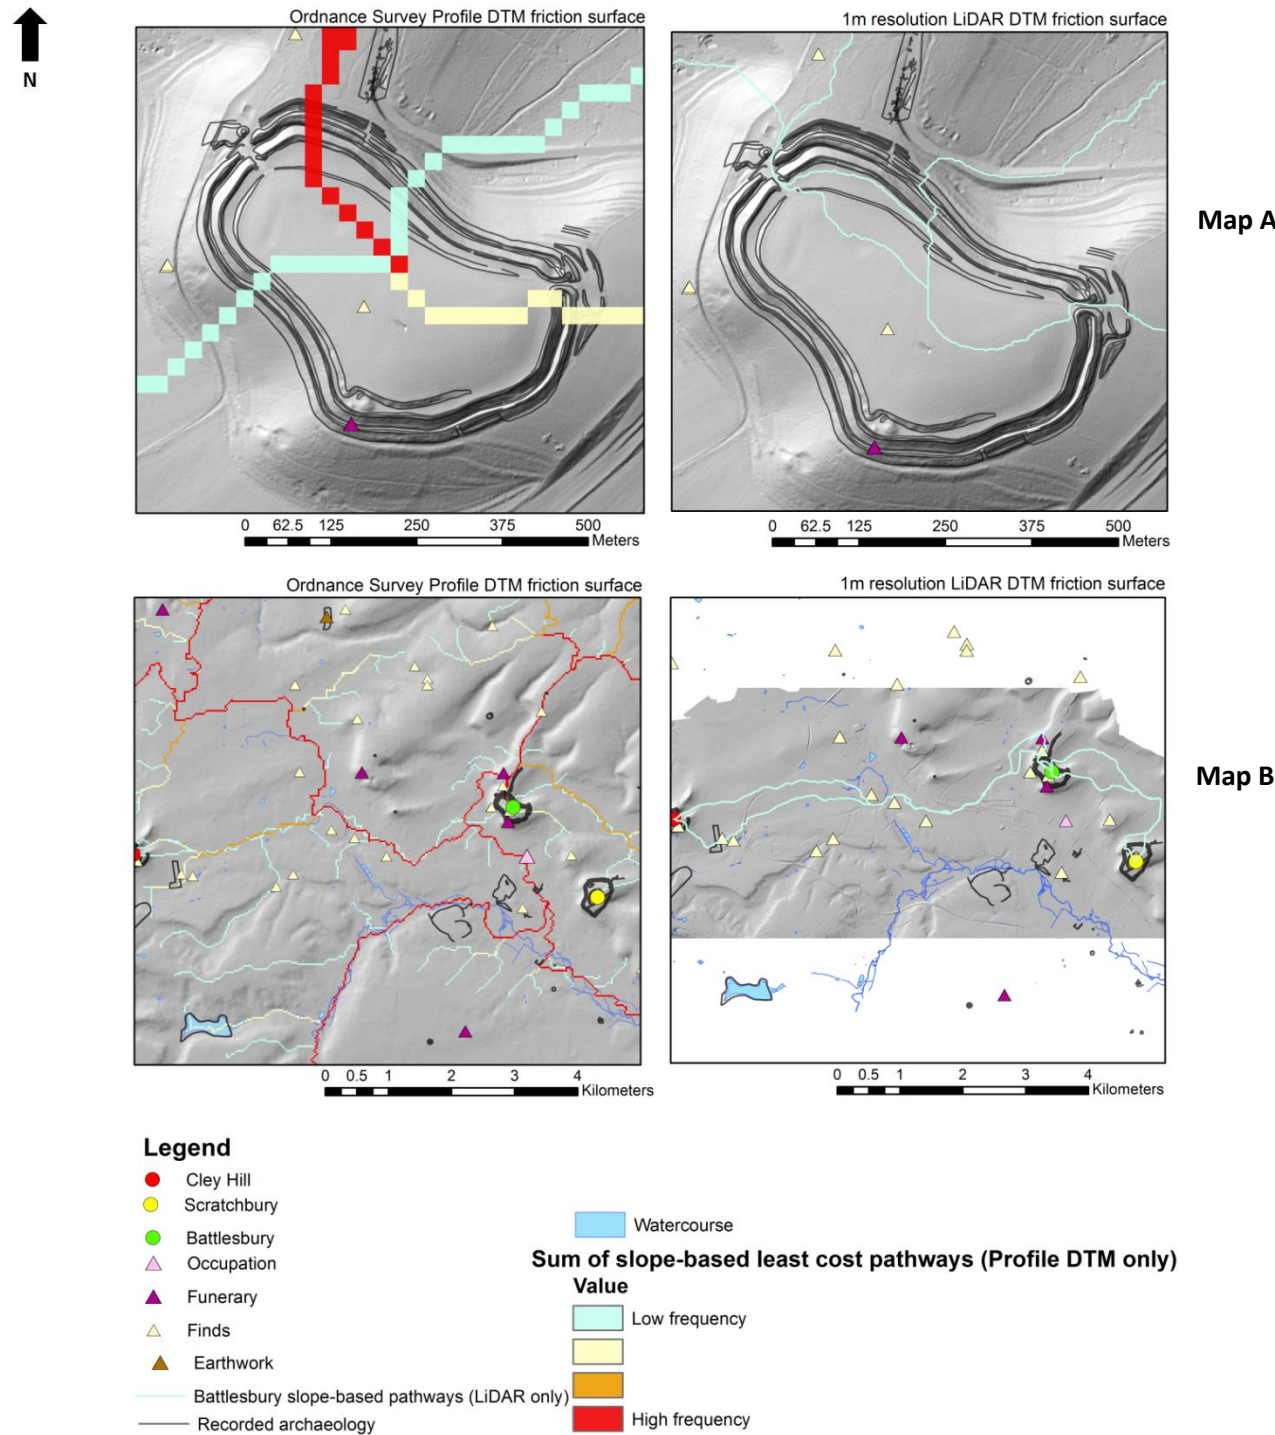 N
Ordnance Survey Profile DTM friction surface
1m resolution LiDAR DTM friction surface
Map A
0 62.5 125 250 375 500
Meters
0 62.5 125 250 375 500
Meters
Ordnance Survey Profile DTM friction surface
1m resolution LiDAR DTM friction surface
Map B
0 0.5 1 2 3 4
Kilometers
0 0.5 1 2 3 4
Kilometers
Legend
Cley Hill
Scratchbury
Battlesbury
Occupation
Funerary
Finds
Earthwork
Battlesbury slope-based pathways (LiDAR only)
Recorded archaeology
Watercourse
Sum of slope-based least cost pathways (Profile DTM only)
Value
Low frequency
High frequency